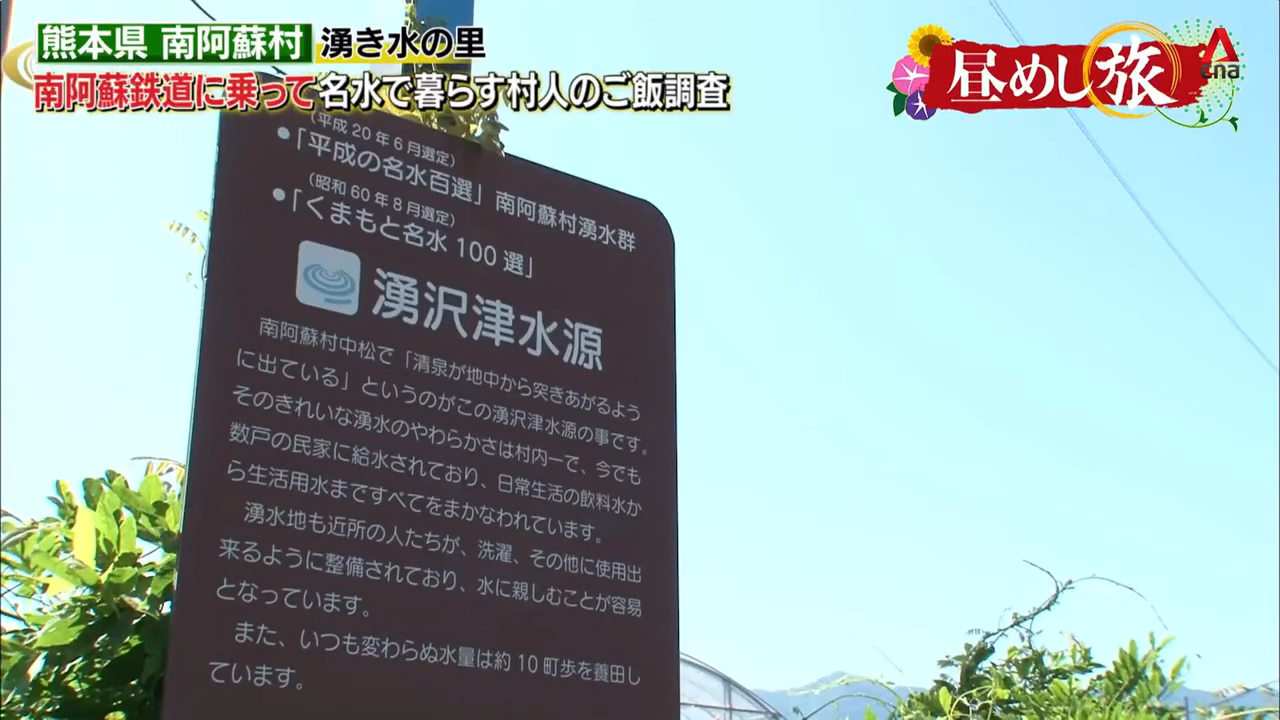 熊本県 南阿蘇村 湧き水の里
南阿蘇鉄道に乗って 名水で暮らす村人のご飯調査
昼めし旅
cna
(平成20年6月選定)
●「平成の名水百選」南阿蘇村湧水群
(昭和60年8月選定)
●「くまもと名水100選」
湧沢津水源
南阿蘇村中松で「清泉が地中から突きあがるよう
に出ている」というのがこの湧沢津水源の事です。
そのきれいな湧水のやわらかさは村内一で、今でも
数戸の民家に給水されており、日常生活の飲料水か
ら生活用水まですべてをまかなわれています。
湧水地も近所の人たちが、洗濯、その他に使用出
来るように整備されており、水に親しむことが容易
となっています。
また、いつも変わらぬ水量は約10町歩を養田し
ています。